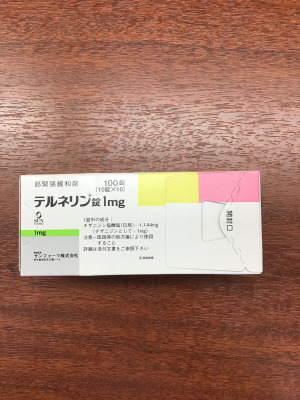 筋緊張緩和剤
100錠
(10錠×10)
テルネリン®錠1mg
SUN
1mg
1錠中の成分：
チザニジン塩酸塩(日局)…1.144mg
(チザニジンとして…1mg)
注意－医師等の処方箋により使用
すること
詳細は添付文書をご参照下さい
サンファーマ株式会社
開封口